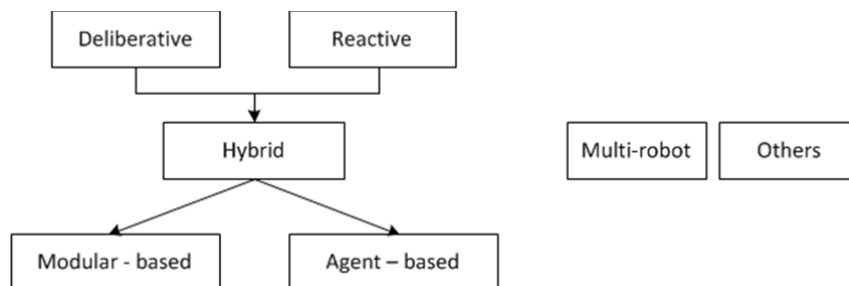 Deliberative
Reactive
Hybrid
Multi-robot
Others
Modular - based
Agent – based